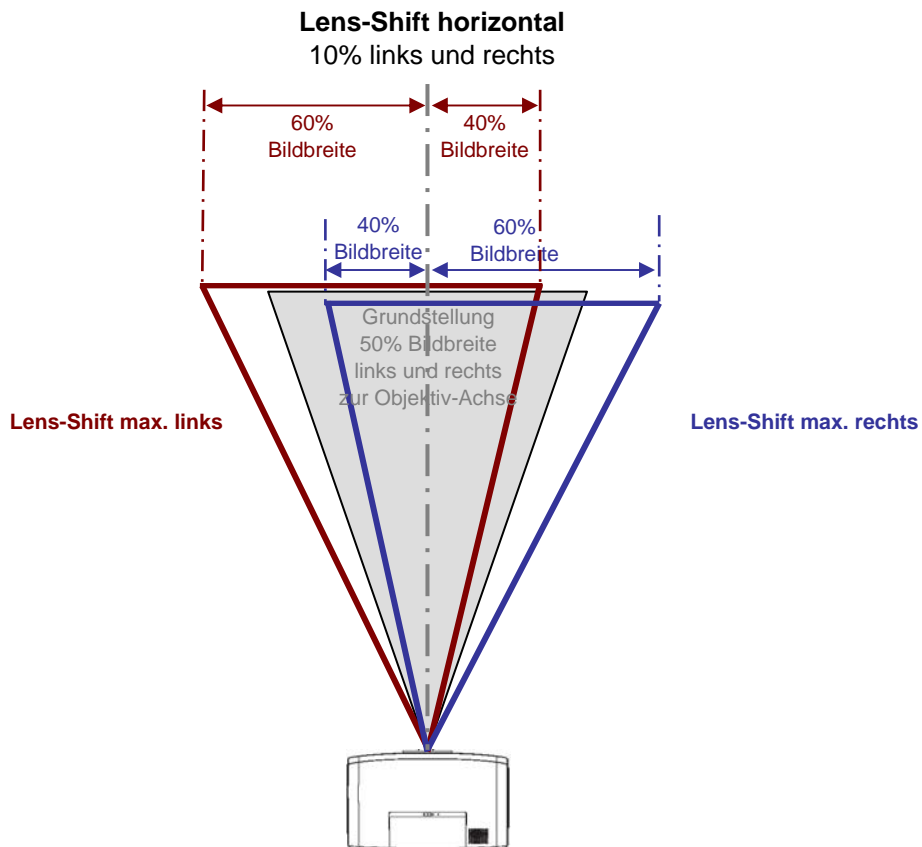 Lens-Shift horizontal
10% links und rechts
60%
Bildbreite
40%
Bildbreite
40%
Bildbreite
60%
Bildbreite
Grundstellung
50% Bildbreite
links und rechts
zur Objektiv-Achse
Lens-Shift max. links
Lens-Shift max. rechts